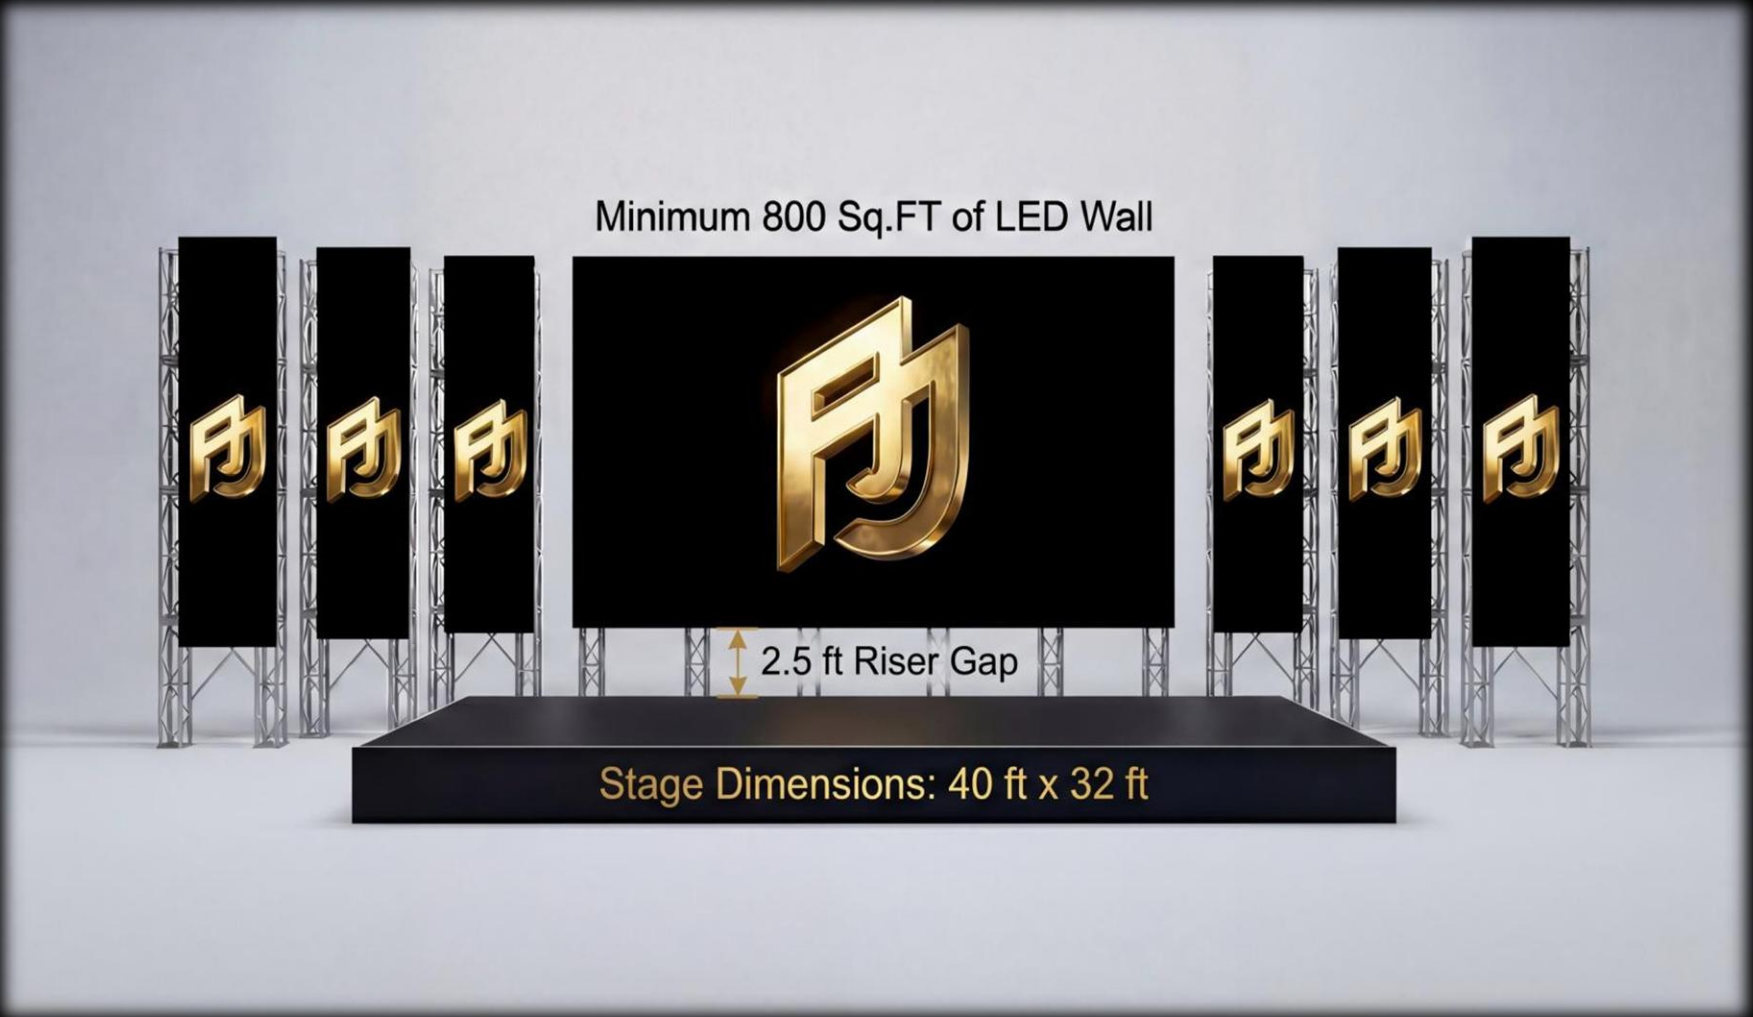 Minimum 800 Sq.FT of LED Wall
2.5 ft Riser Gap
Stage Dimensions: 40 ft x 32 ft